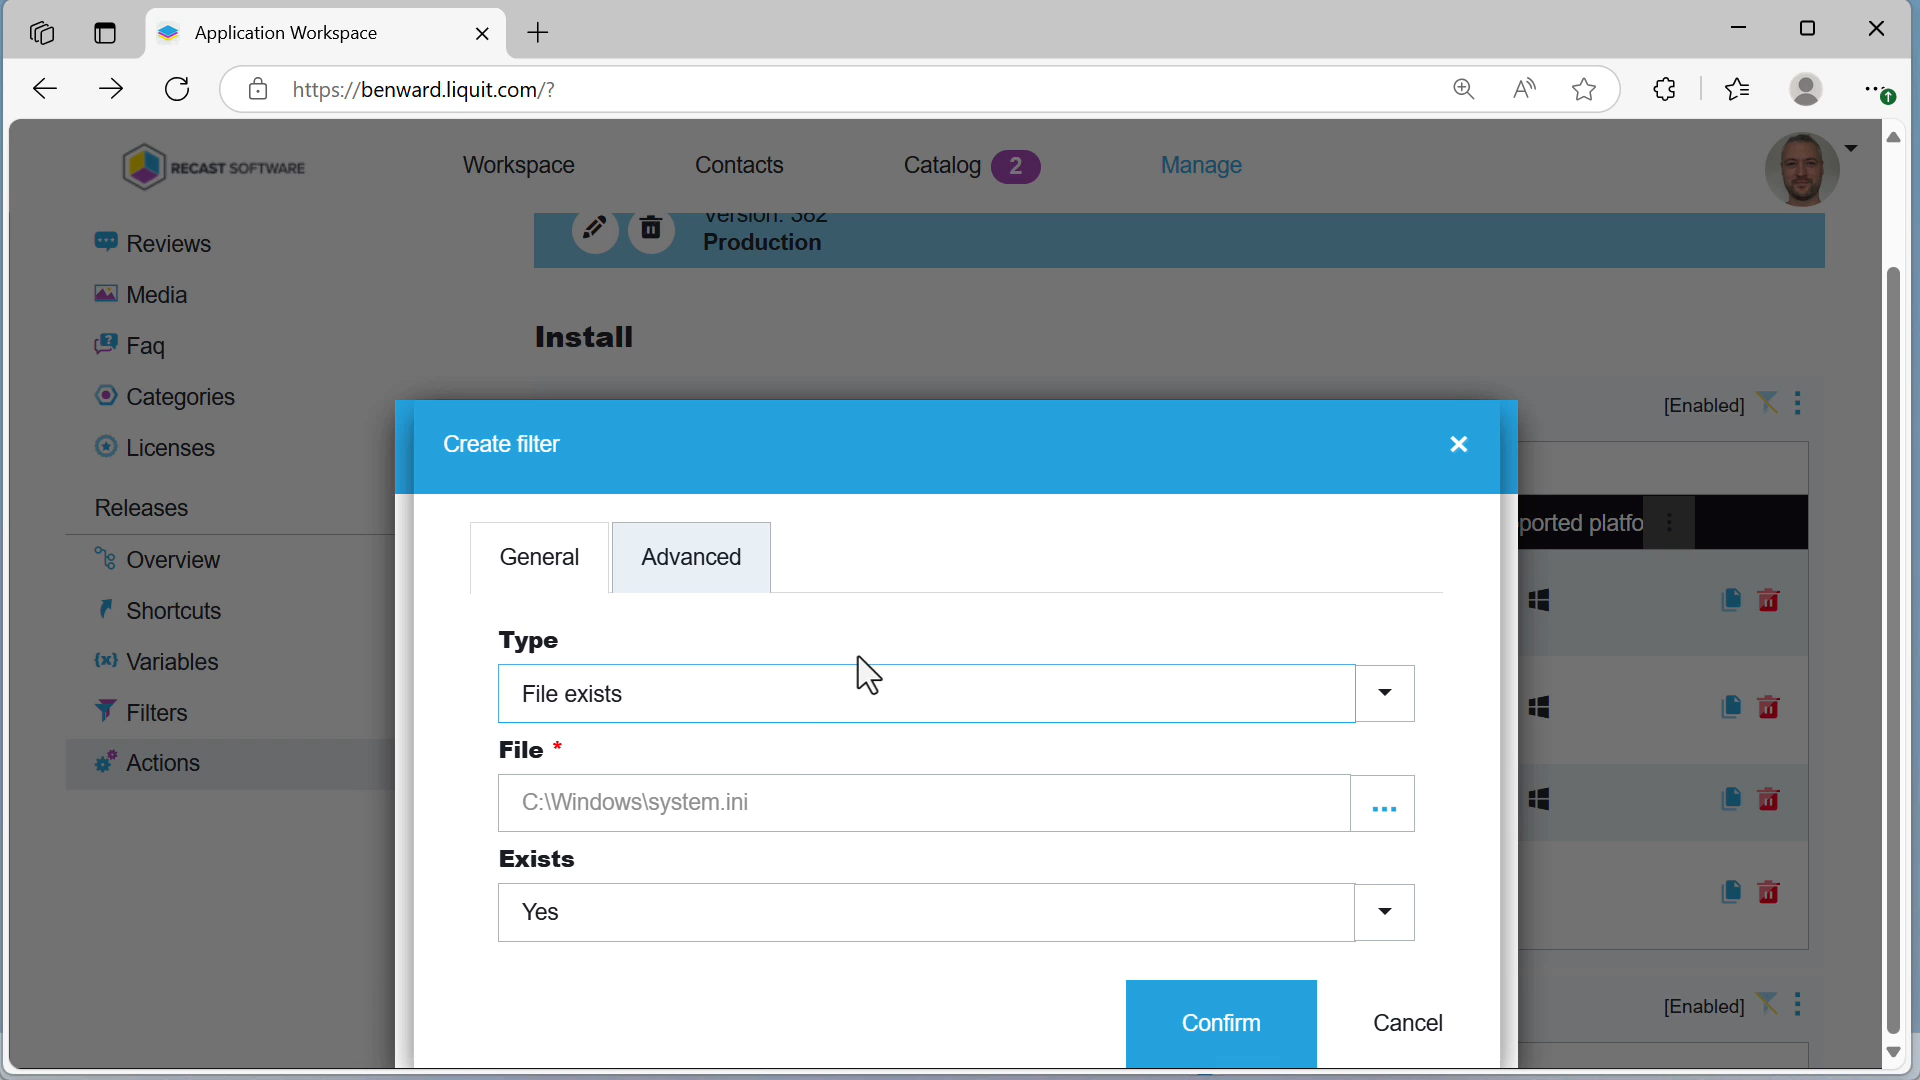 Application Workspace
https://benward.liquit.com/?
RECAST SOFTWARE
Workspace
Contacts
Catalog 2
Manage
Reviews
Media
Faq
Categories
Licenses
Releases
Overview
Shortcuts
Variables
Filters
Actions
Version: 382
Production
Install
[Enabled]
ported platfo
[Enabled]
Create filter
General
Advanced
Type
File exists
File *
C:\Windows\system.ini
Exists
Yes
Confirm
Cancel